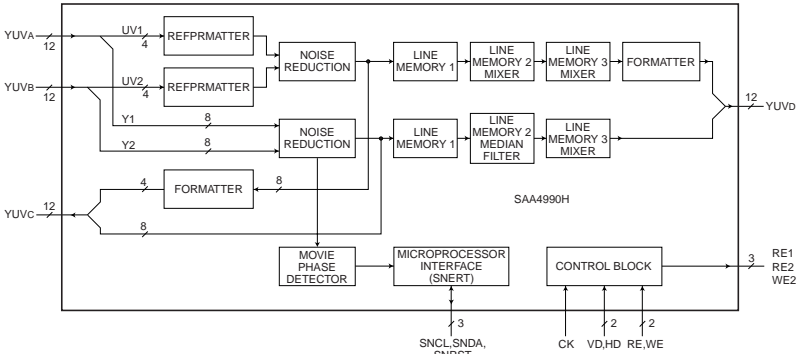 YUVA
12
UV1
4
REFPRMATTER
NOISE
REDUCTION
LINE
MEMORY 1
LINE
MEMORY 2
MIXER
LINE
MEMORY 3
MIXER
FORMATTER
YUVB
12
UV2
4
REFPRMATTER
12
YUVD
Y1
8
Y2
8
NOISE
REDUCTION
LINE
MEMORY 1
LINE
MEMORY 2
MEDIAN
FILTER
LINE
MEMORY 3
MIXER
4
FORMATTER
8
SAA4990H
YUVC
12
8
MOVIE
PHASE
DETECTOR
MICROPROCESSOR
INTERFACE
(SNERT)
CONTROL BLOCK
3
RE1
RE2
WE2
3
2
2
SNCL,SNDA,
SNRST
CK
VD,HD
RE,WE